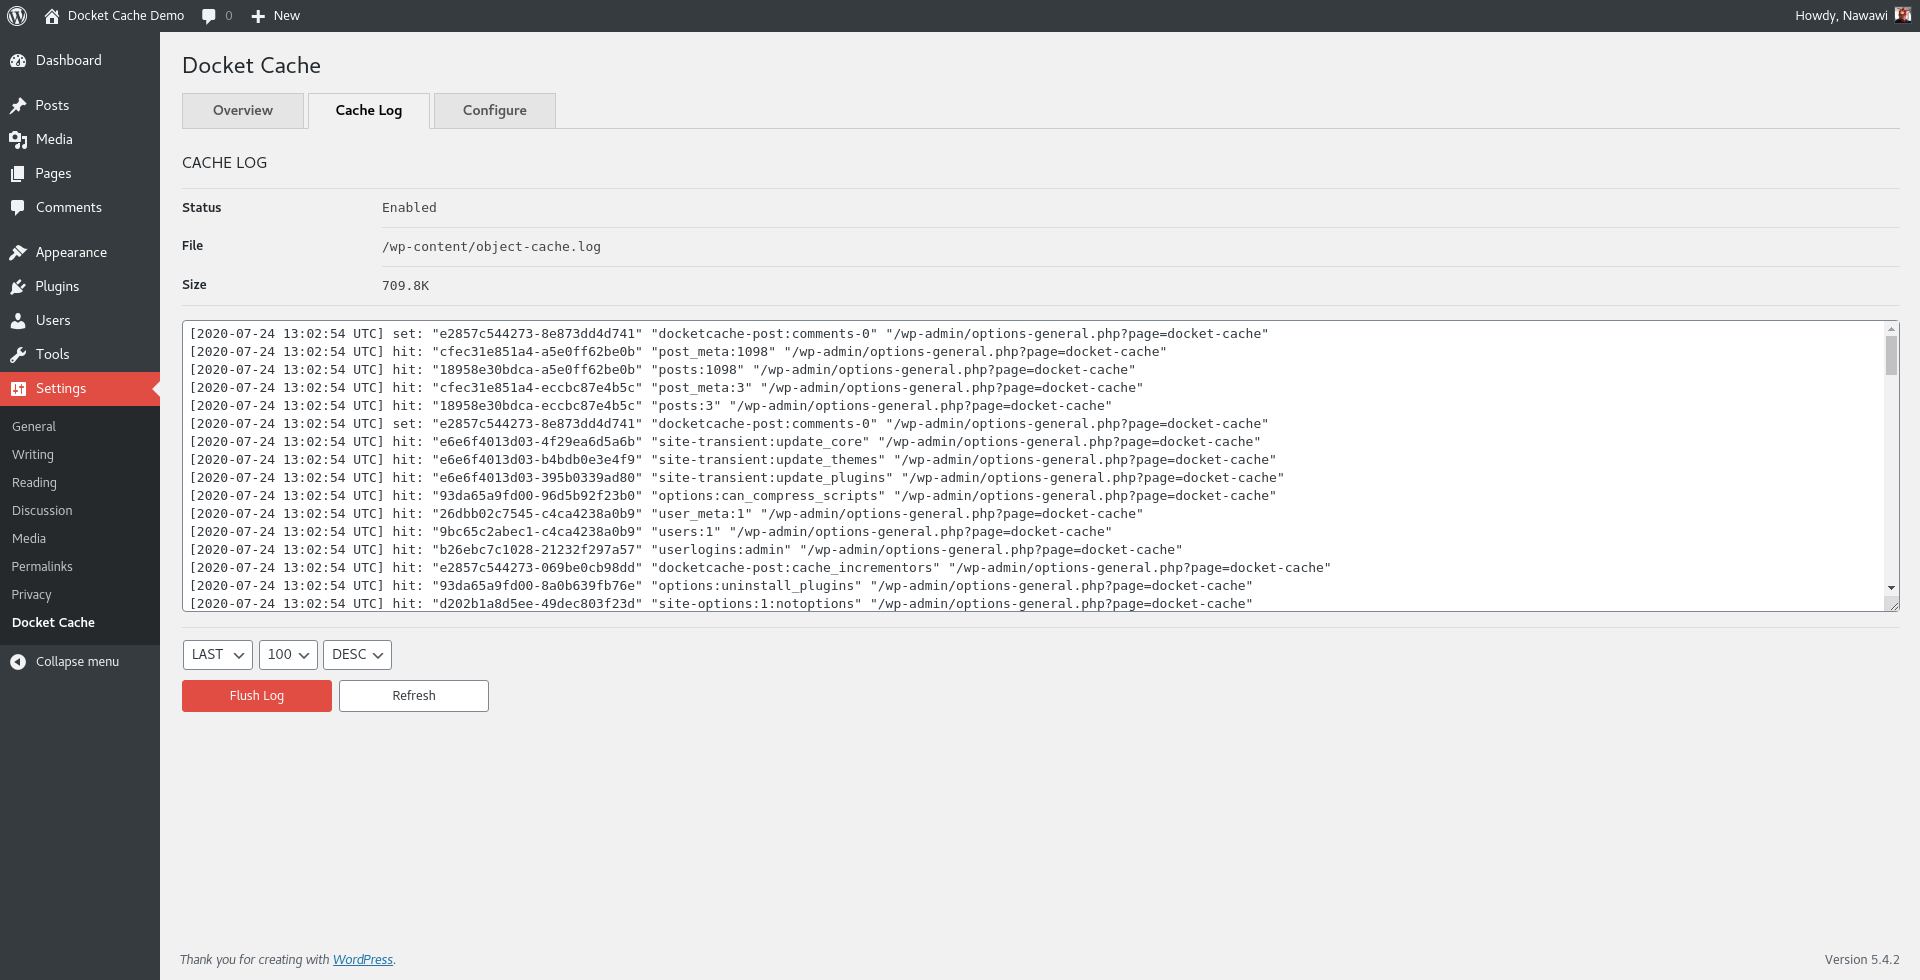 Docket Cache Demo 0 New Howdy, Nawawi
Dashboard
Posts
Media
Pages
Comments
Appearance
Plugins
Users
Tools
Settings
General
Writing
Reading
Discussion
Media
Permalinks
Privacy
Docket Cache
Collapse menu
Docket Cache
Overview Cache Log Configure
CACHE LOG
Status Enabled
File /wp-content/object-cache.log
Size 709.8K
[2020-07-24 13:02:54 UTC] set: "e2857c544273-8e873dd4d741" "docketcache-post:comments-0" "/wp-admin/options-general.php?page=docket-cache"
[2020-07-24 13:02:54 UTC] hit: "cfec31e851a4-a5e0ff62be0b" "post_meta:1098" "/wp-admin/options-general.php?page=docket-cache"
[2020-07-24 13:02:54 UTC] hit: "18958e30bdca-a5e0ff62be0b" "posts:1098" "/wp-admin/options-general.php?page=docket-cache"
[2020-07-24 13:02:54 UTC] hit: "cfec31e851a4-eccbc87e4b5c" "post_meta:3" "/wp-admin/options-general.php?page=docket-cache"
[2020-07-24 13:02:54 UTC] hit: "18958e30bdca-eccbc87e4b5c" "posts:3" "/wp-admin/options-general.php?page=docket-cache"
[2020-07-24 13:02:54 UTC] set: "e2857c544273-8e873dd4d741" "docketcache-post:comments-0" "/wp-admin/options-general.php?page=docket-cache"
[2020-07-24 13:02:54 UTC] hit: "e6e6f4013d03-4f29ea6d5a6b" "site-transient:update_core" "/wp-admin/options-general.php?page=docket-cache"
[2020-07-24 13:02:54 UTC] hit: "e6e6f4013d03-b4bdb0e3e4f9" "site-transient:update_themes" "/wp-admin/options-general.php?page=docket-cache"
[2020-07-24 13:02:54 UTC] hit: "e6e6f4013d03-395b0339ad80" "site-transient:update_plugins" "/wp-admin/options-general.php?page=docket-cache"
[2020-07-24 13:02:54 UTC] hit: "93da65a9fd00-96d5b92f23b0" "options:can_compress_scripts" "/wp-admin/options-general.php?page=docket-cache"
[2020-07-24 13:02:54 UTC] hit: "26dbb02c7545-c4ca4238a0b9" "user_meta:1" "/wp-admin/options-general.php?page=docket-cache"
[2020-07-24 13:02:54 UTC] hit: "9bc65c2abec1-c4ca4238a0b9" "users:1" "/wp-admin/options-general.php?page=docket-cache"
[2020-07-24 13:02:54 UTC] hit: "b26ebc7c1028-21232f297a57" "userlogins:admin" "/wp-admin/options-general.php?page=docket-cache"
[2020-07-24 13:02:54 UTC] hit: "e2857c544273-069be0cb98dd" "docketcache-post:cache_incrementors" "/wp-admin/options-general.php?page=docket-cache"
[2020-07-24 13:02:54 UTC] hit: "93da65a9fd00-8a0b639fb76e" "options:uninstall_plugins" "/wp-admin/options-general.php?page=docket-cache"
[2020-07-24 13:02:54 UTC] hit: "d202b1a8d5ee-49dec803f23d" "site-options:1:notoptions" "/wp-admin/options-general.php?page=docket-cache"
LAST 100 DESC
Flush Log Refresh
Thank you for creating with WordPress. Version 5.4.2